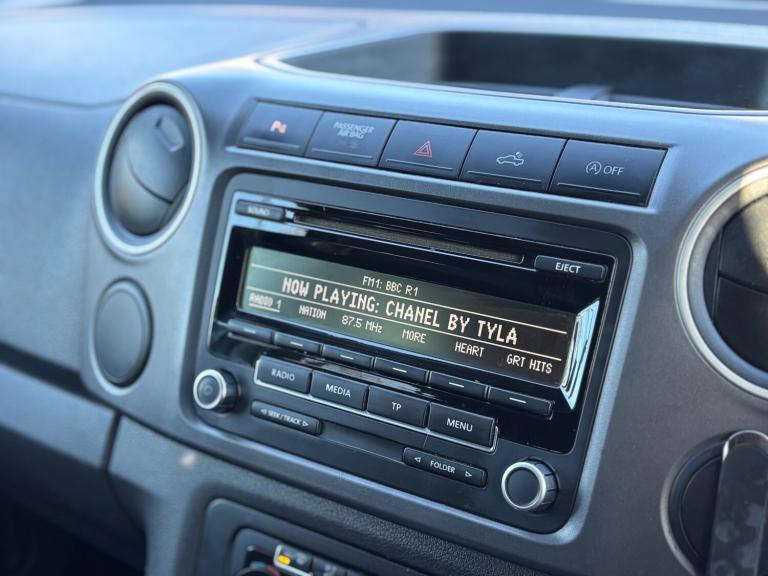 P
PASSENGER
AIR BAG
A OFF
SOUND
EJECT
FM1: BBC R1
NOW PLAYING: CHANEL BY TYLA
RADIO 1 NATION 87.5 MHz MORE HEART GRT HITS
RADIO MEDIA TP MENU
SEEK / TRACK
FOLDER